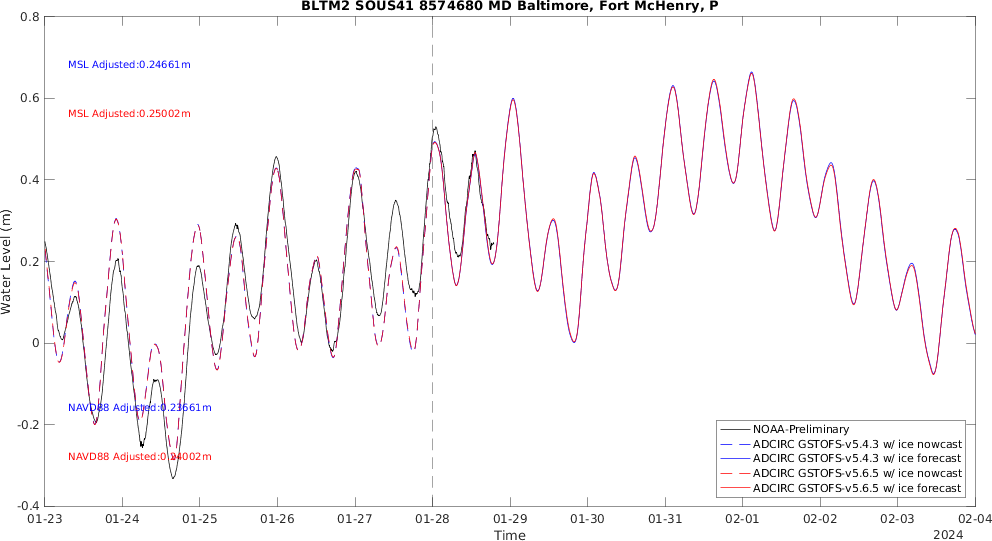 BLTM2 SOUS41 8574680 MD Baltimore, Fort McHenry, P
0.8
0.6
0.4
0.2
0
-0.2
-0.4
Water Level (m)
MSL Adjusted:0.24661m
MSL Adjusted:0.25002m
NAVD88 Adjusted:0.23661m
NAVD88 Adjusted:0.24002m
NOAA-Preliminary
ADCIRC GSTOFS-v5.4.3 w/ ice nowcast
ADCIRC GSTOFS-v5.4.3 w/ ice forecast
ADCIRC GSTOFS-v5.6.5 w/ ice nowcast
ADCIRC GSTOFS-v5.6.5 w/ ice forecast
01-23 01-24 01-25 01-26 01-27 01-28 01-29 01-30 01-31 02-01 02-02 02-03 02-04
Time
2024